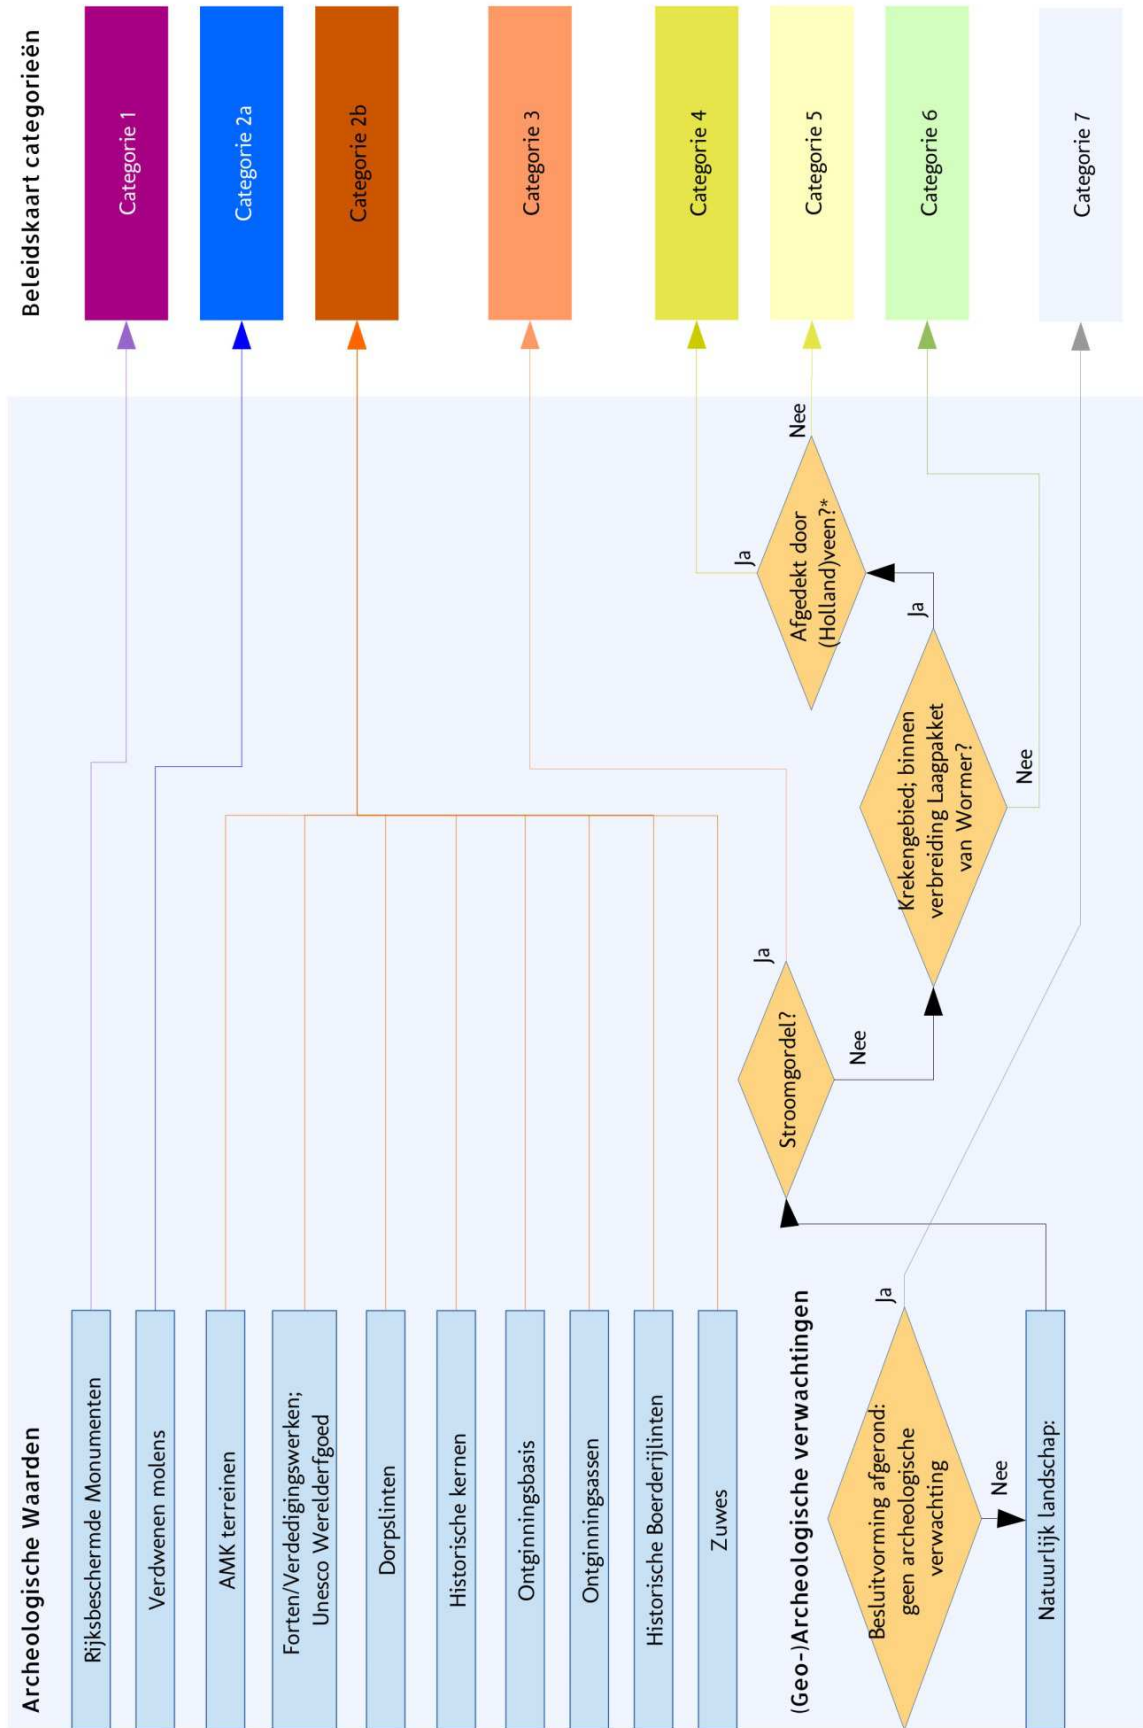 Archeologische Waarden
Beleidskaart categorieën
Rijksbeschermde Monumenten
Categorie 1
Verdwenen molens
Categorie 2a
AMK terreinen
Forten/Verdedigingswerken;
Unesco Werelderfgoed
Categorie 2b
Dorpslinten
Historische kernen
Ontginningsbasis
Categorie 3
Ontginningsassen
Historische Boerderijlinten
Zuwes
(Geo-)Archeologische verwachtingen
Besluitvorming afgerond:
geen archeologische
verwachting
Ja
Nee
Natuurlijk landschap:
Stroomgordel?
Ja
Nee
Krekengebied; binnen
verbreiding Laagpakket
van Wormer?
Ja
Nee
Afgedekt door
(Holland)veen?*
Ja
Nee
Categorie 4
Categorie 5
Categorie 6
Categorie 7